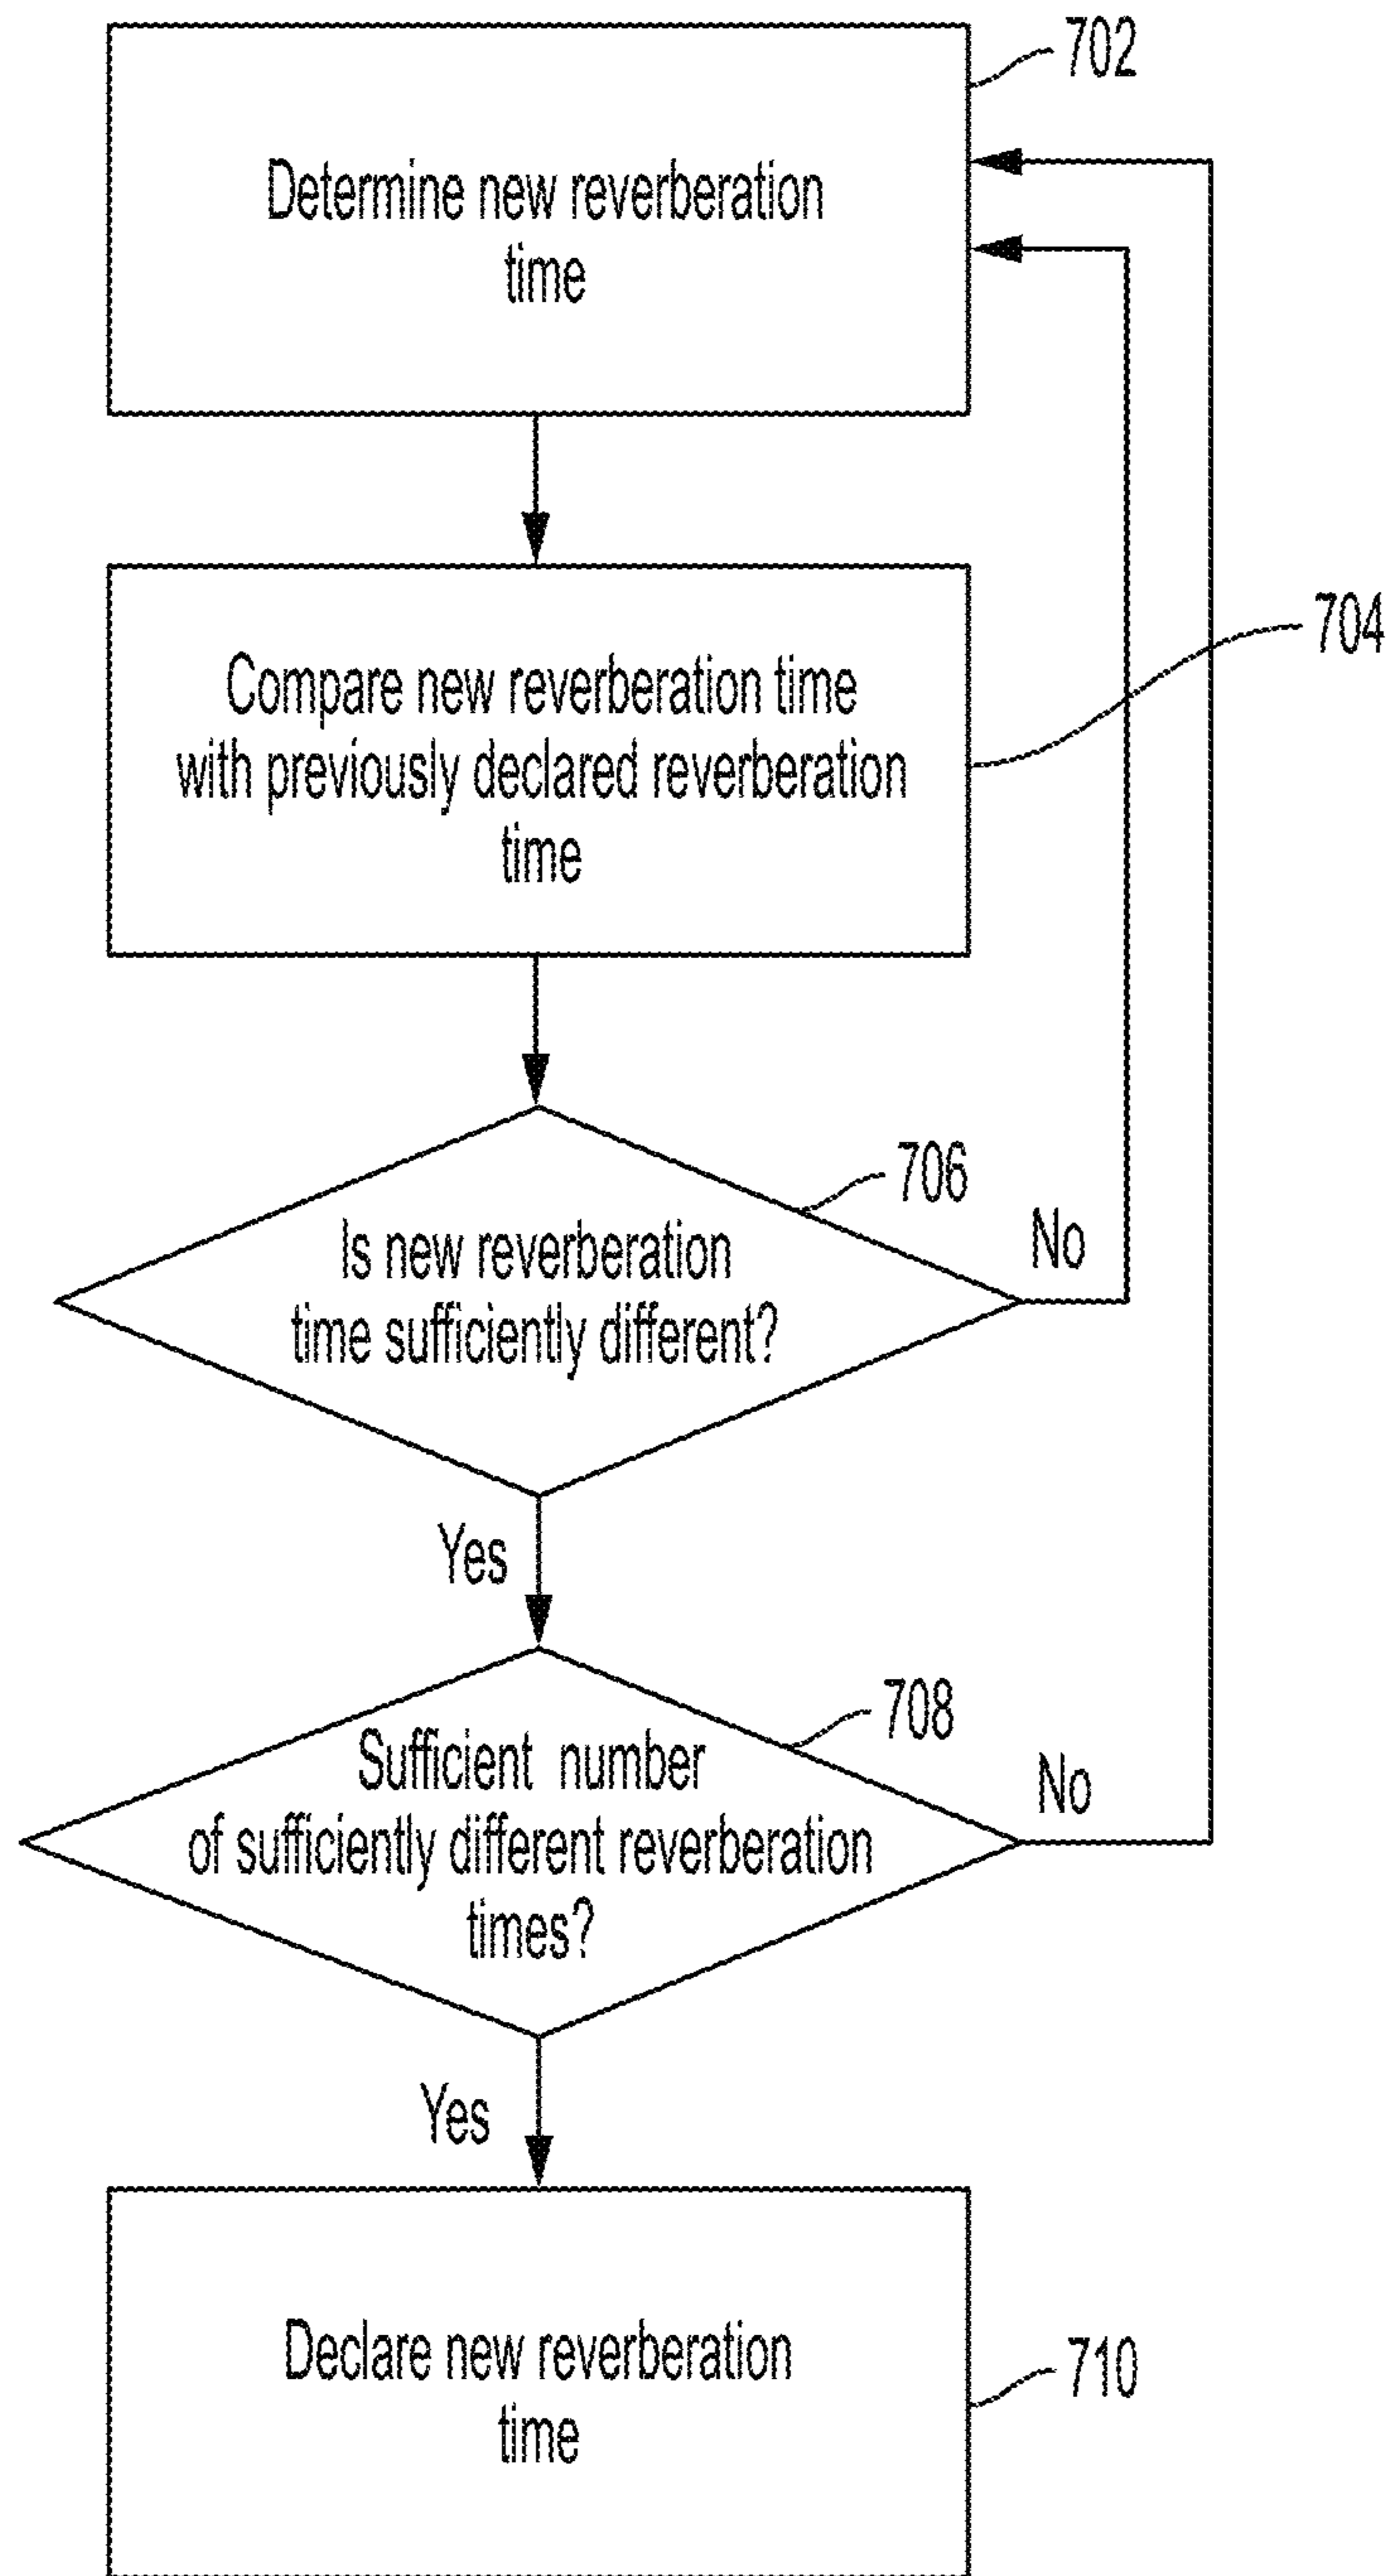 702
Determine new reverberation
time
704
Compare new reverberation time
with previously declared reverberation
time
706
Is new reverberation
time sufficiently different?
No
Yes
708
Sufficient number
of sufficiently different reverberation
times?
No
Yes
Declare new reverberation
time
710